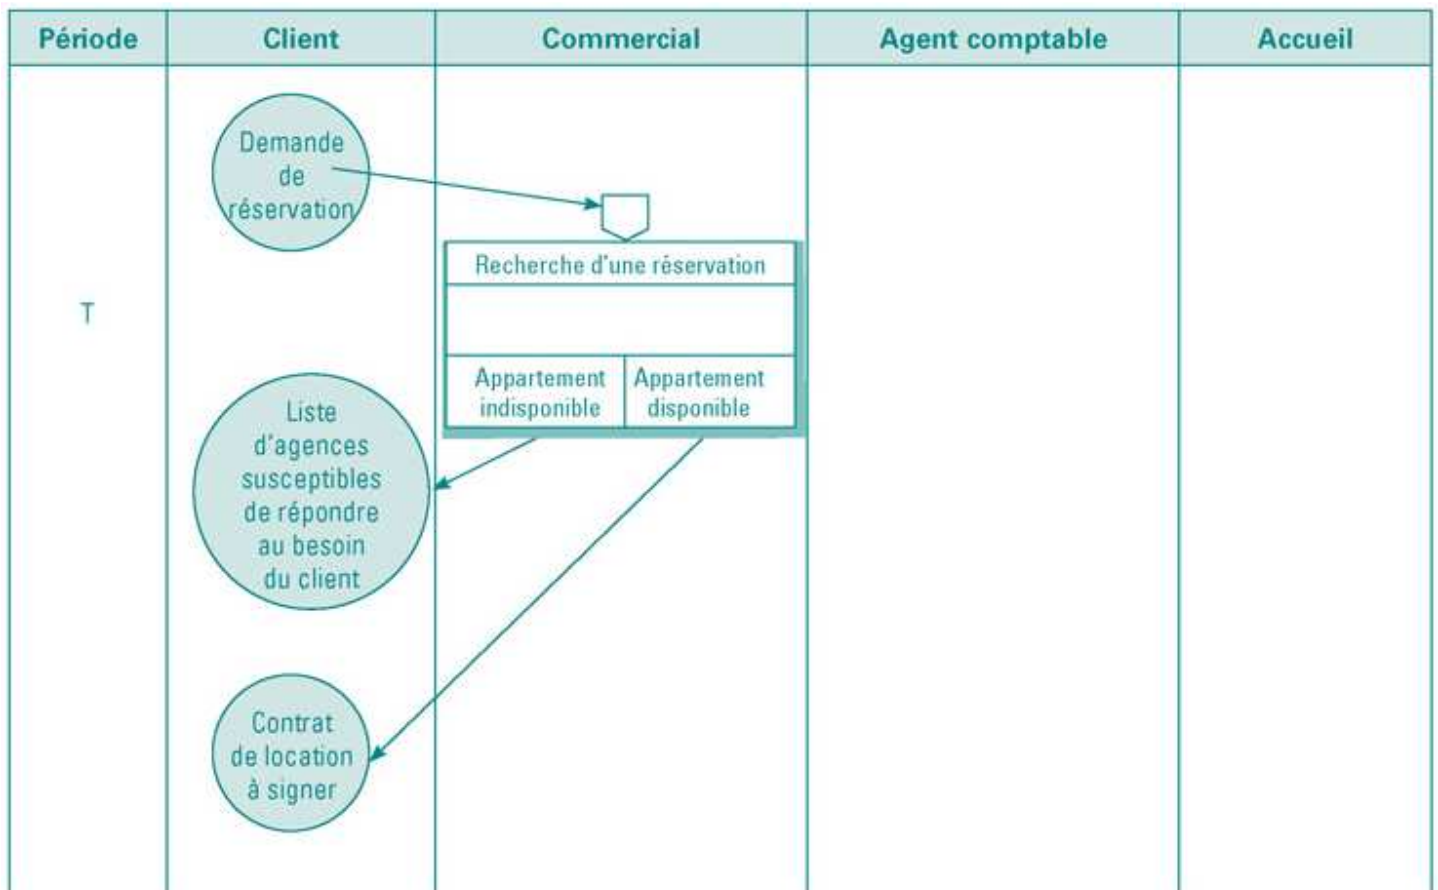 Période
Client
Commercial
Agent comptable
Accueil
Demande
de
réservation
Recherche d'une réservation
T
Appartement
indisponible
Appartement
disponible
Liste
d'agences
susceptibles
de répondre
au besoin
du client
Contrat
de location
à signer